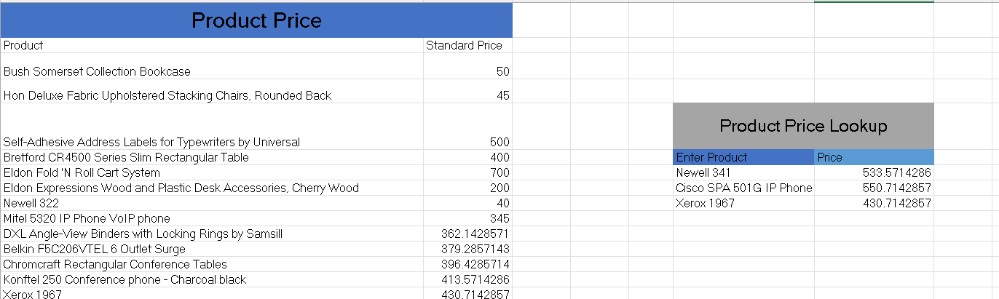 Product Price
Product Standard Price
Bush Somerset Collection Bookcase 50
Hon Deluxe Fabric Upholstered Stacking Chairs, Rounded Back 45
Self-Adhesive Address Labels for Typewriters by Universal 500
Bretford CR4500 Series Slim Rectangular Table 400
Eldon Fold 'N Roll Cart System 700
Eldon Expressions Wood and Plastic Desk Accessories, Cherry Wood 200
Newell 322 40
Mitel 5320 IP Phone VoIP phone 345
DXL Angle-View Binders with Locking Rings by Samsill 362.1428571
Belkin F5C206VTEL 6 Outlet Surge 379.2857143
Chromcraft Rectangular Conference Tables 396.4285714
Konftel 250 Conference phone - Charcoal black 413.5714286
Xerox 1967 430.7142857
Product Price Lookup
Enter Product Price
Newell 341 533.5714286
Cisco SPA 501G IP Phone 550.7142857
Xerox 1967 430.7142857